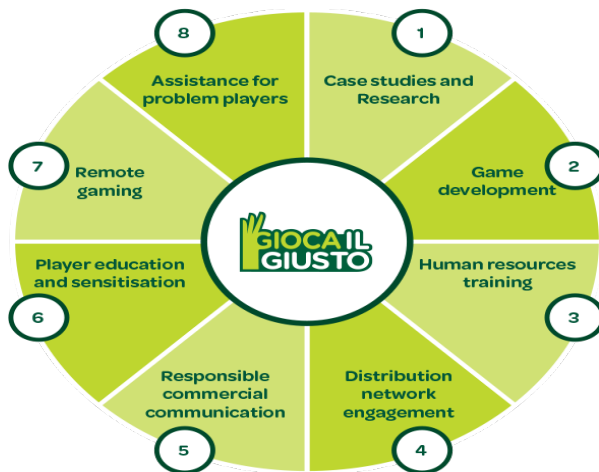 8
Assistance for
problem players
1
Case studies and
Research
7
Remote
gaming
2
Game
development
GIOCA IL
GIUSTO
Player education
and sensitisation
6
Human resources
training
3
Responsible
commercial
communication
5
Distribution
network
engagement
4